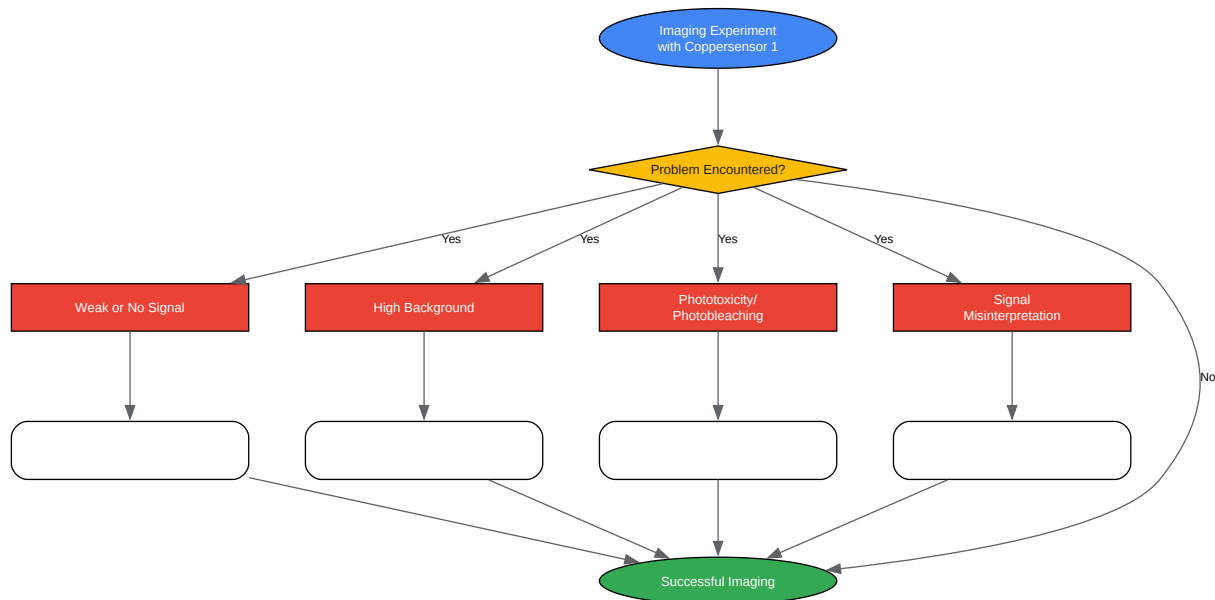 Imaging Experiment
with Coppersensor 1
Problem Encountered?
Yes
Yes
Yes
Yes
Weak or No Signal
High Background
Phototoxicity/
Photobleaching
Signal
Misinterpretation
No
Successful Imaging